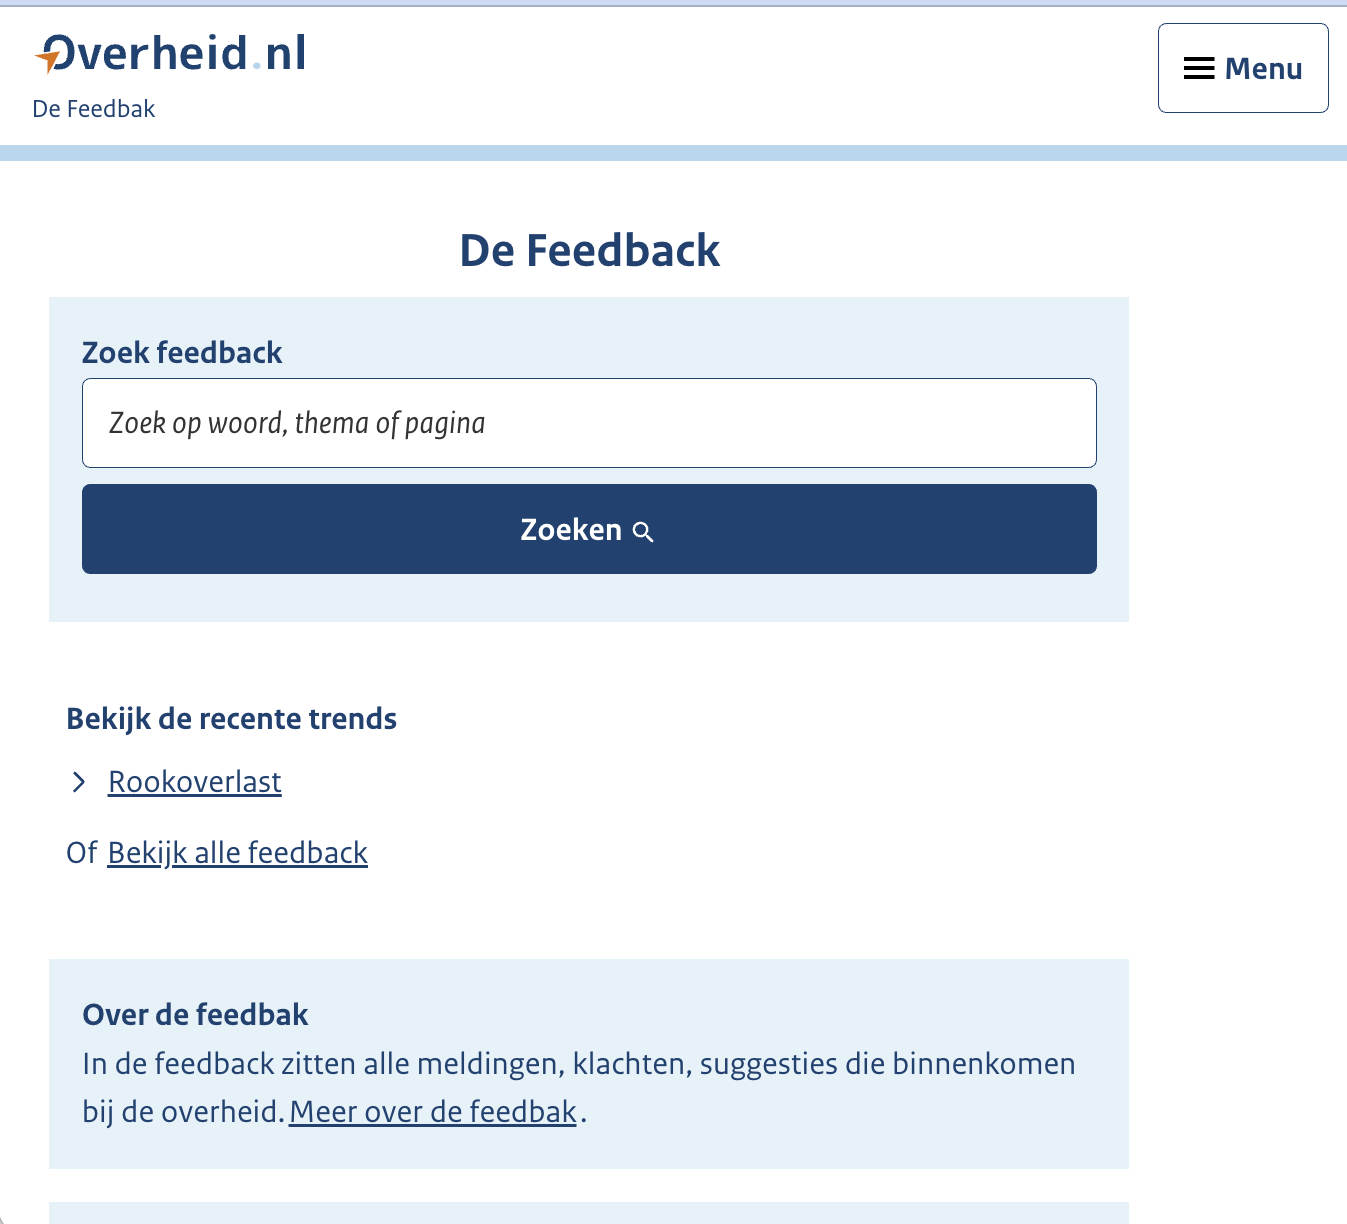 Overheid.nl
De Feedbak
Menu
De Feedback
Zoek feedback
Zoek op woord, thema of pagina
Zoeken
Bekijk de recente trends
Rookoverlast
Of Bekijk alle feedback
Over de feedbak
In de feedback zitten alle meldingen, klachten, suggesties die binnenkomen
bij de overheid. Meer over de feedbak.